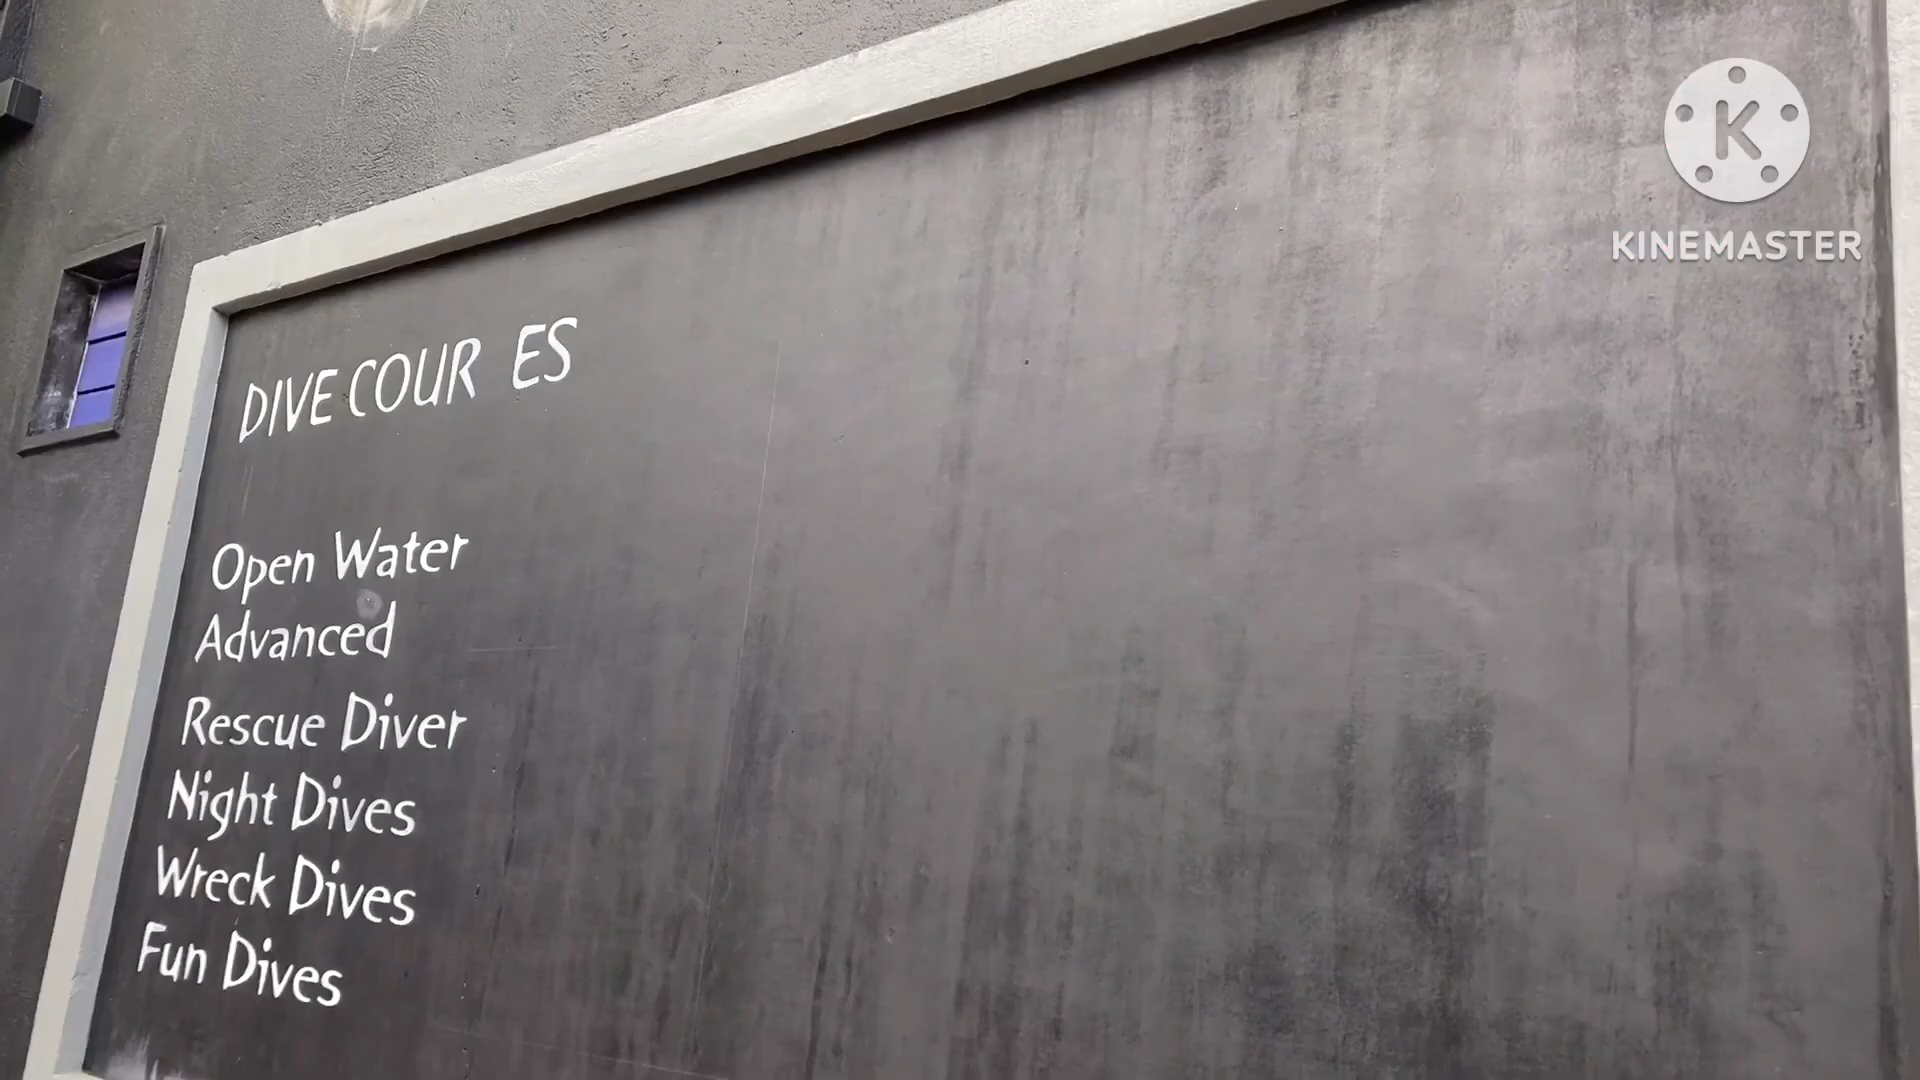 DIVE COUR ES
Open Water
Advanced
Rescue Diver
Night Dives
Wreck Dives
Fun Dives
K
KINEMASTER